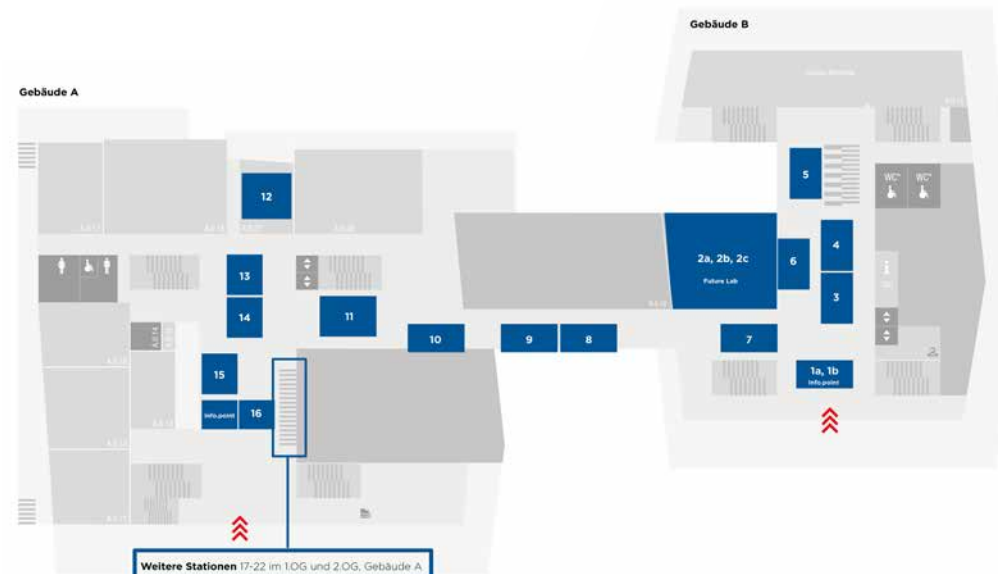 Gebäude B
Gebäude A
5
WC
WC
12
4
2a, 2b, 2c
Future Lab
6
13
3
14
11
10
9
8
7
15
1a, 1b
Info.point
Info.point
16
Weitere Stationen 17-22 im 1.OG und 2.OG, Gebäude A